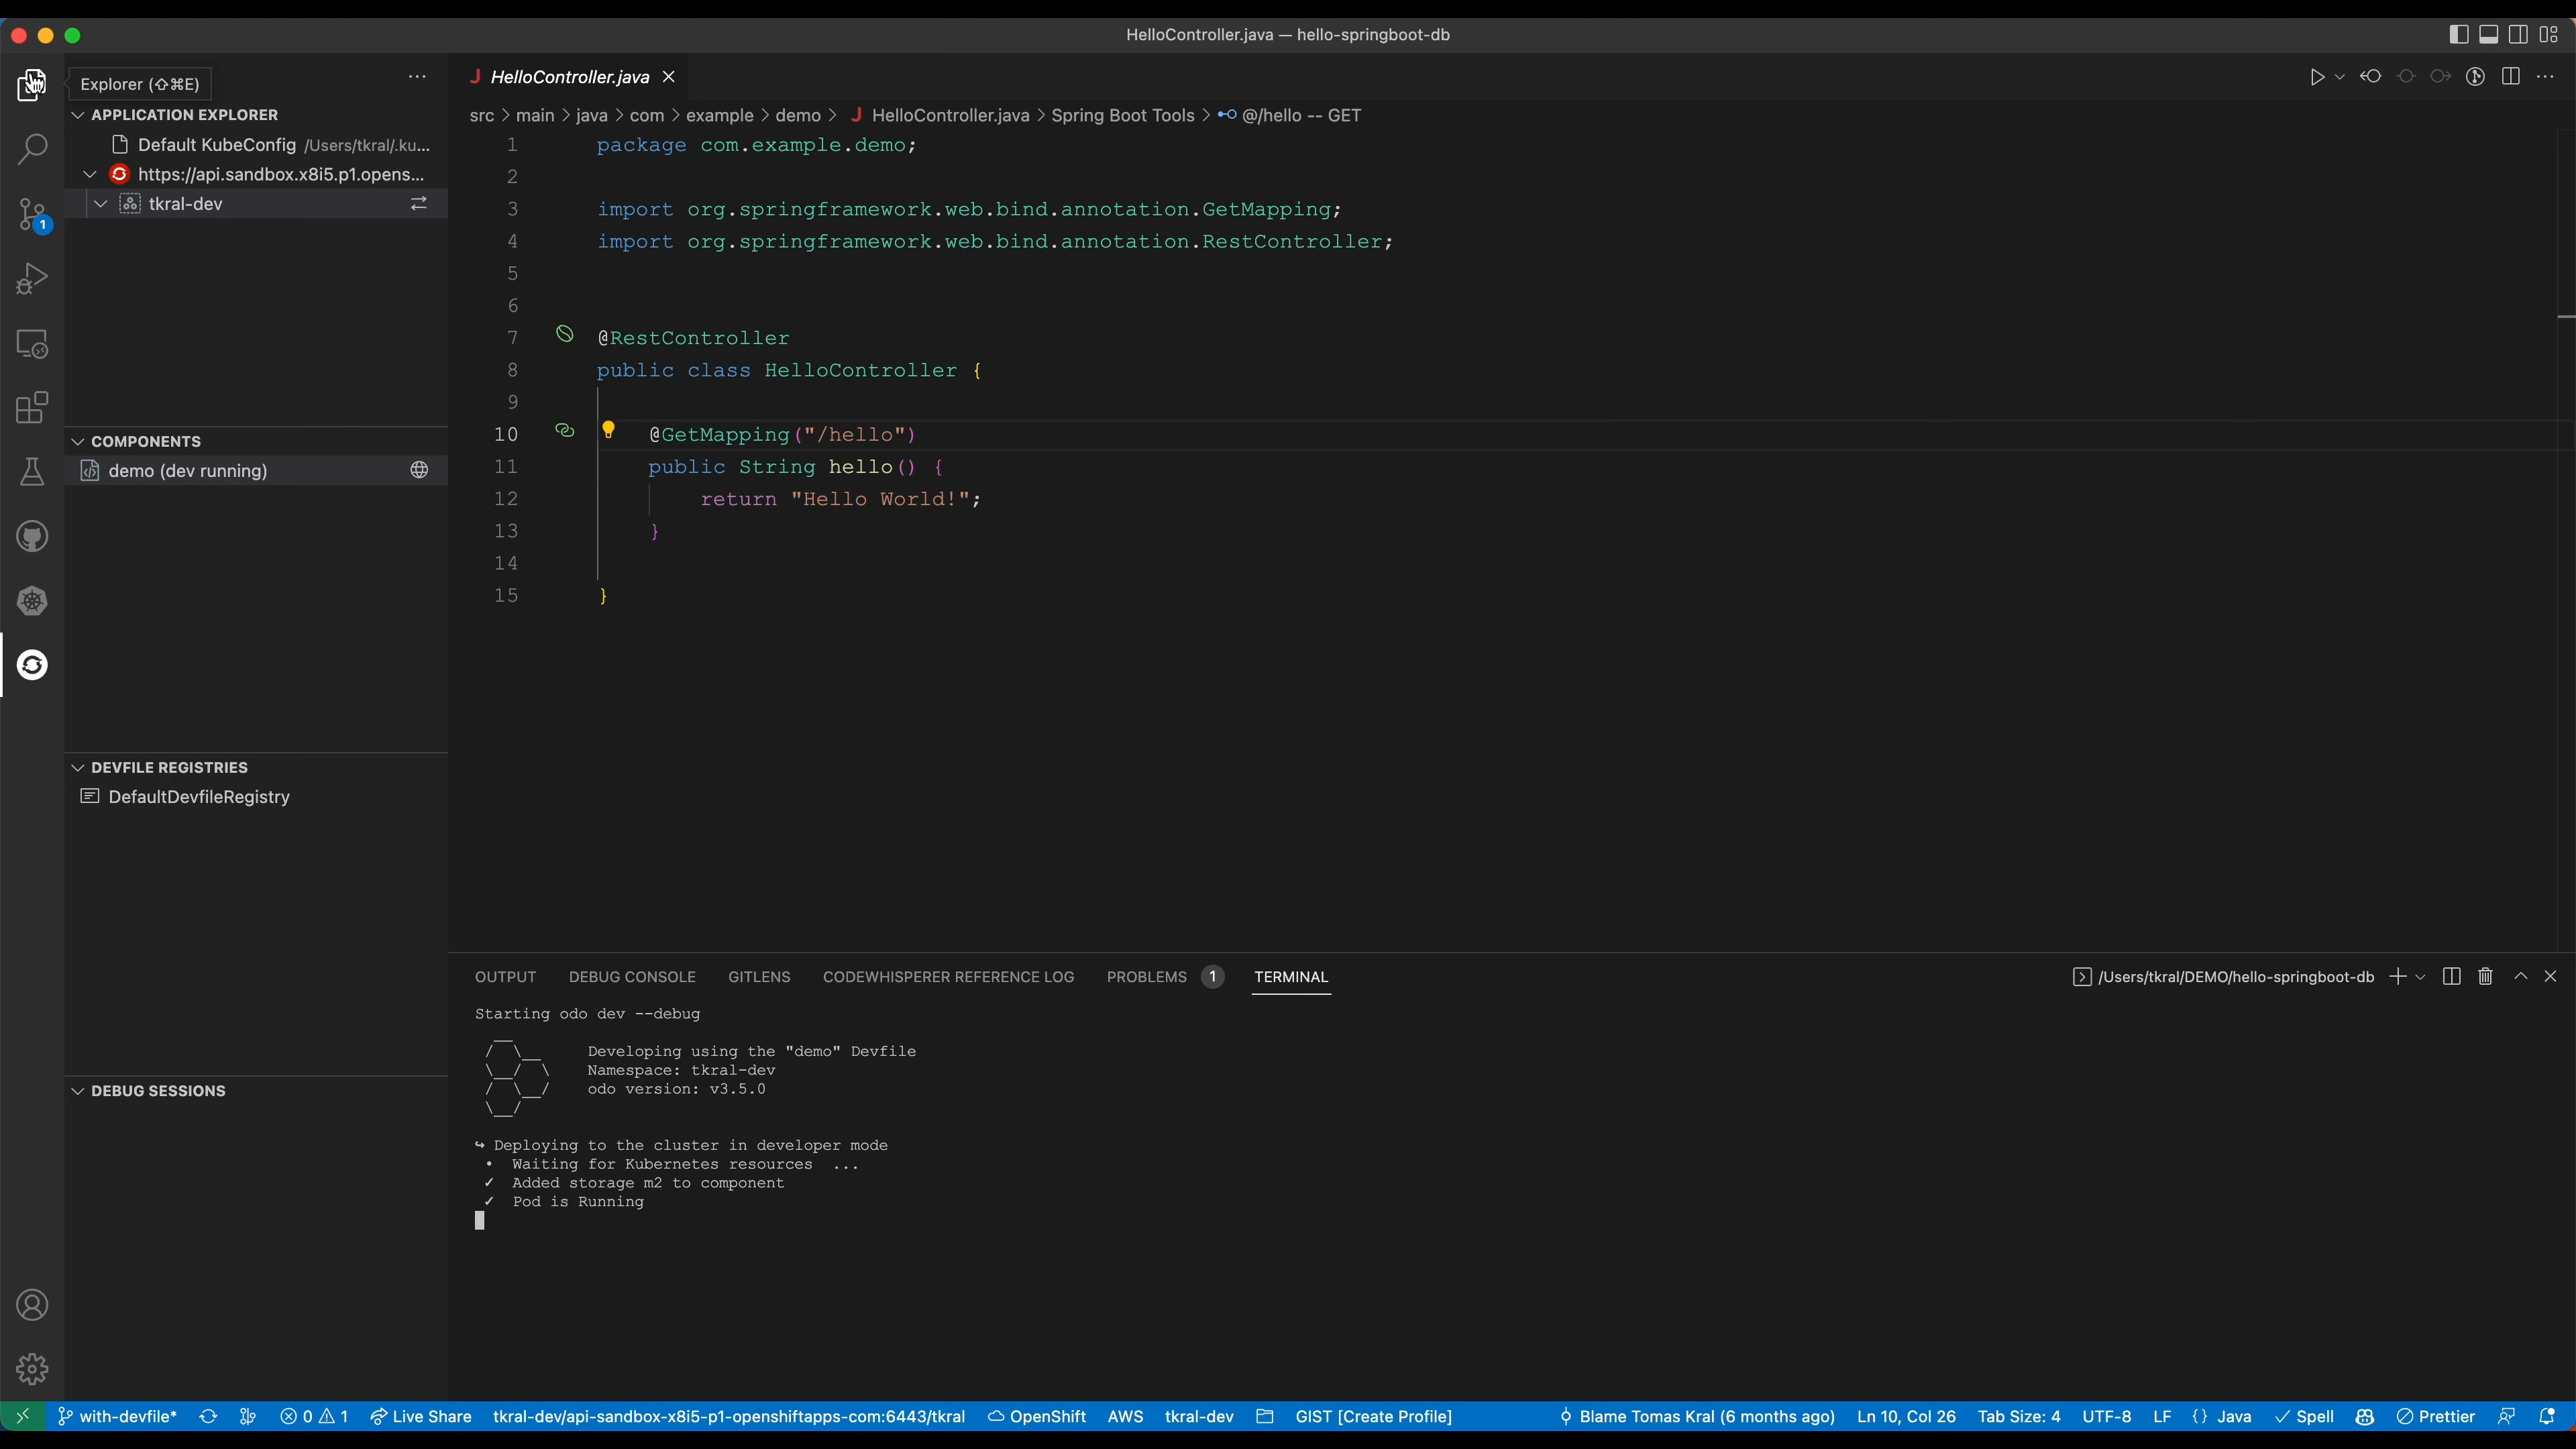 HelloController.java — hello-springboot-db
Explorer (⇧⌘E)
···
APPLICATION EXPLORER
Default KubeConfig /Users/tkral/.ku...
https://api.sandbox.x8i5.p1.opens...
tkral-dev
COMPONENTS
demo (dev running)
DEVFILE REGISTRIES
DefaultDevfileRegistry
DEBUG SESSIONS
1
J HelloController.java
src > main > java > com > example > demo > J HelloController.java > Spring Boot Tools > @/hello -- GET
1 package com.example.demo;
2
3 import org.springframework.web.bind.annotation.GetMapping;
4 import org.springframework.web.bind.annotation.RestController;
5
6
7 @RestController
8 public class HelloController {
9
10 @GetMapping("/hello")
11 public String hello() {
12 return "Hello World!";
13 }
14
15 }
OUTPUT DEBUG CONSOLE GITLENS CODEWHISPERER REFERENCE LOG PROBLEMS 1 TERMINAL
/Users/tkral/DEMO/hello-springboot-db
Starting odo dev --debug
  __
 /  \__     Developing using the "demo" Devfile
 \__/  \    Namespace: tkral-dev
 /  \__/    odo version: v3.5.0
 \__/
↪ Deploying to the cluster in developer mode
• Waiting for Kubernetes resources ...
✓ Added storage m2 to component
✓ Pod is Running
with-devfile* 0 1 Live Share tkral-dev/api-sandbox-x8i5-p1-openshiftapps-com:6443/tkral OpenShift AWS tkral-dev GIST [Create Profile] Blame Tomas Kral (6 months ago) Ln 10, Col 26 Tab Size: 4 UTF-8 LF {} Java ✓ Spell Prettier